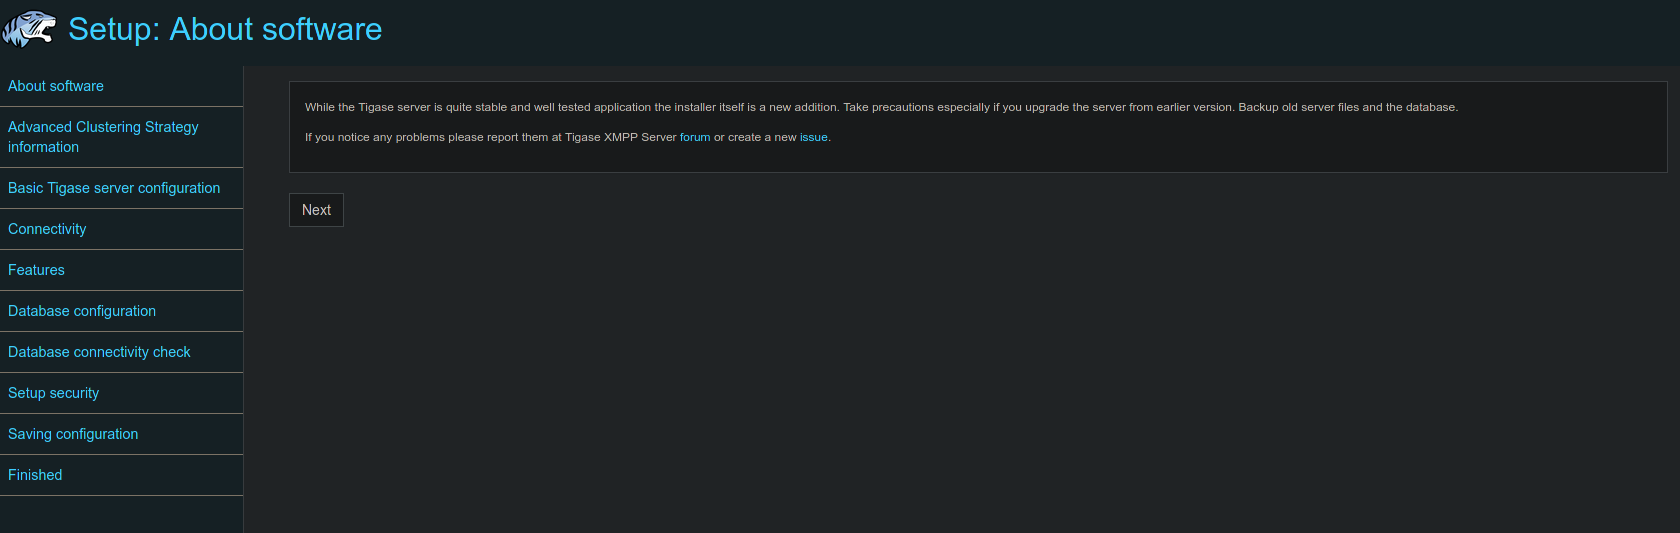 Setup: About software
About software
Advanced Clustering Strategy
information
Basic Tigase server configuration
Connectivity
Features
Database configuration
Database connectivity check
Setup security
Saving configuration
Finished
While the Tigase server is quite stable and well tested application the installer itself is a new addition. Take precautions especially if you upgrade the server from earlier version. Backup old server files and the database.
If you notice any problems please report them at Tigase XMPP Server forum or create a new issue.
Next